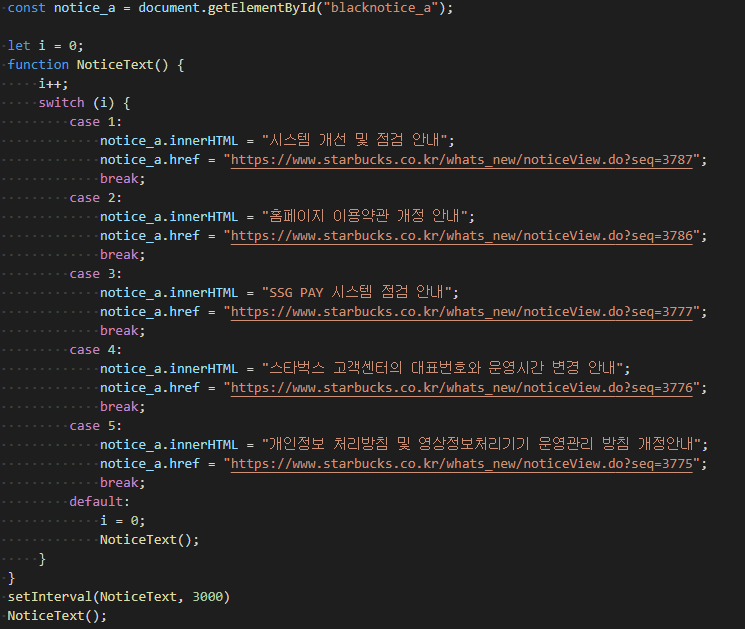 const notice_a = document.getElementById("blacknotice_a");
let i = 0;
function NoticeText() {
i++;
switch (i) {
case 1:
notice_a.innerHTML = "시스템 개선 및 점검 안내";
notice_a.href = "https://www.starbucks.co.kr/whats_new/noticeView.do?seq=3787";
break;
case 2:
notice_a.innerHTML = "홈페이지 이용약관 개정 안내";
notice_a.href = "https://www.starbucks.co.kr/whats_new/noticeView.do?seq=3786";
break;
case 3:
notice_a.innerHTML = "SSG PAY 시스템 점검 안내";
notice_a.href = "https://www.starbucks.co.kr/whats_new/noticeView.do?seq=3777";
break;
case 4:
notice_a.innerHTML = "스타벅스 고객센터의 대표번호와 운영시간 변경 안내";
notice_a.href = "https://www.starbucks.co.kr/whats_new/noticeView.do?seq=3776";
break;
case 5:
notice_a.innerHTML = "개인정보 처리방침 및 영상정보처리기기 운영관리 방침 개정안내";
notice_a.href = "https://www.starbucks.co.kr/whats_new/noticeView.do?seq=3775";
break;
default:
i = 0;
NoticeText();
}
}
setInterval(NoticeText, 3000)
NoticeText();